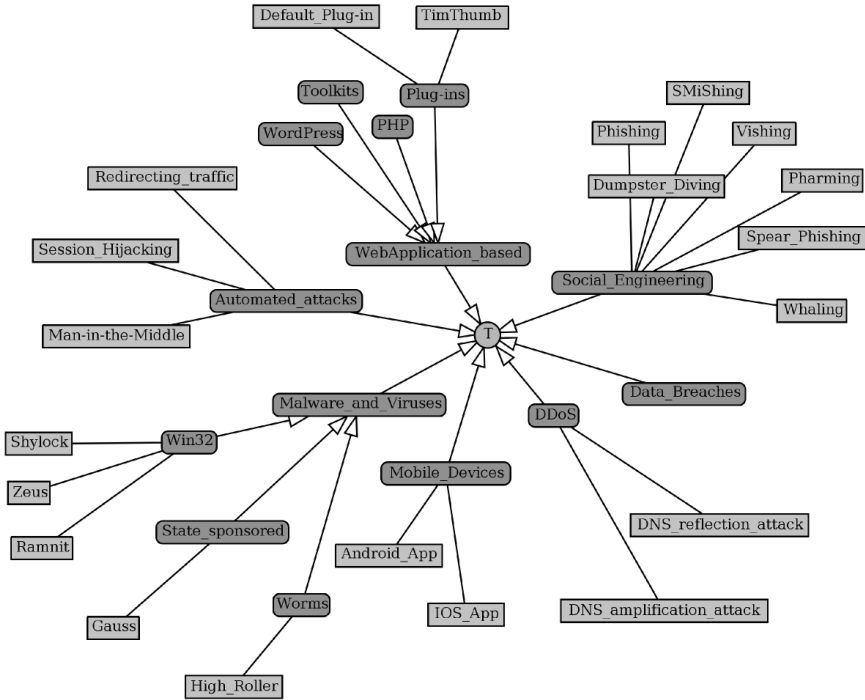 Default_Plug-in
TimThumb
Toolkits
Plug-ins
SMiShing
WordPress
PHP
Phishing
Vishing
Redirecting_traffic
Dumpster_Diving
Pharming
Session_Hijacking
WebApplication_based
Spear_Phishing
Automated_attacks
Social_Engineering
Man-in-the-Middle
T
Whaling
Malware_and_Viruses
Data_Breaches
DDoS
Shylock
Win32
Mobile_Devices
Zeus
State_sponsored
DNS_reflection_attack
Ramnit
Android_App
Gauss
Worms
IOS_App
DNS_amplification_attack
High_Roller